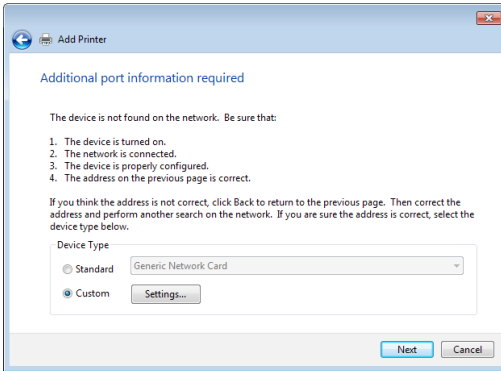 Add Printer
Additional port information required
The device is not found on the network.  Be sure that:
1.  The device is turned on.
2.  The network is connected.
3.  The device is properly configured.
4.  The address on the previous page is correct.
If you think the address is not correct, click Back to return to the previous page.  Then correct the
address and perform another search on the network.  If you are sure the address is correct, select the
device type below.
Device Type
Standard Generic Network Card
Custom Settings...
Next Cancel